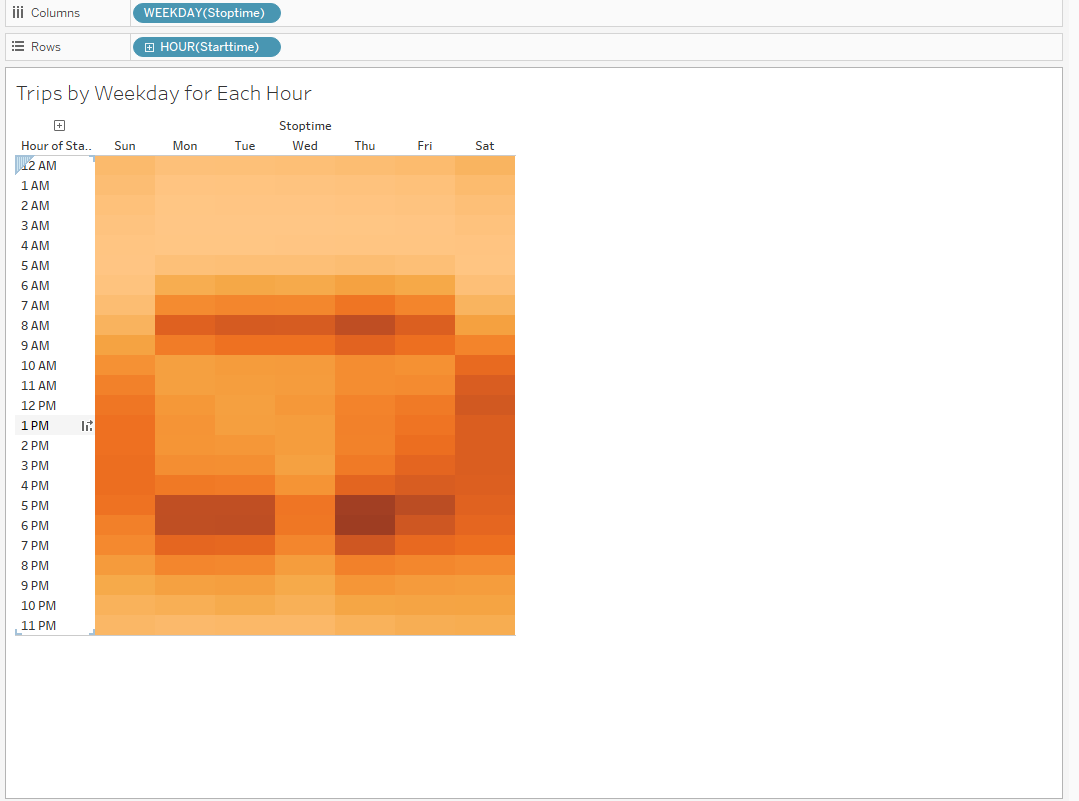 Columns WEEKDAY(Stoptime)
Rows HOUR(Starttime)
Trips by Weekday for Each Hour
Stoptime
Hour of Sta.. Sun Mon Tue Wed Thu Fri Sat
12 AM
1 AM
2 AM
3 AM
4 AM
5 AM
6 AM
7 AM
8 AM
9 AM
10 AM
11 AM
12 PM
1 PM
2 PM
3 PM
4 PM
5 PM
6 PM
7 PM
8 PM
9 PM
10 PM
11 PM